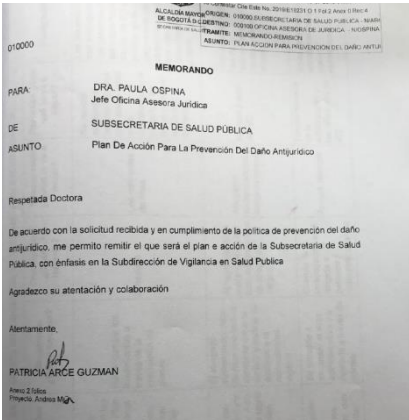 ALCALDÍA MAYOR
DE BOGOTÁ D.C.
ORIGEN: 010000.SUBSECRETARIA DE SALUD PUBLICA -
DESTINO: OFICINA ASESORA DE JURIDICA -
TRAMITE: MEMORANDO-REMISION
ASUNTO: PLAN ACCION PARA PREVENCION DEL DAÑO
010000
MEMORANDO
PARA: DRA. PAULA OSPINA
Jefe Oficina Asesora Jurídica
DE SUBSECRETARIA DE SALUD PÚBLICA
ASUNTO Plan De Acción Para La Prevención Del Daño Antijurídico
Respetada Doctora
De acuerdo con la solicitud recibida y en cumplimiento de la política de prevención del daño
antijurídico, me permito remitir el que será el plan e acción de la Subsecretaria de Salud
Pública, con énfasis en la Subdirección de Vigilancia en Salud Publica
Agradezco su atentación y colaboración
Atentamente,
PATRICIA ARCE GUZMAN
Anexo 2 folios
Proyectó. Andrea